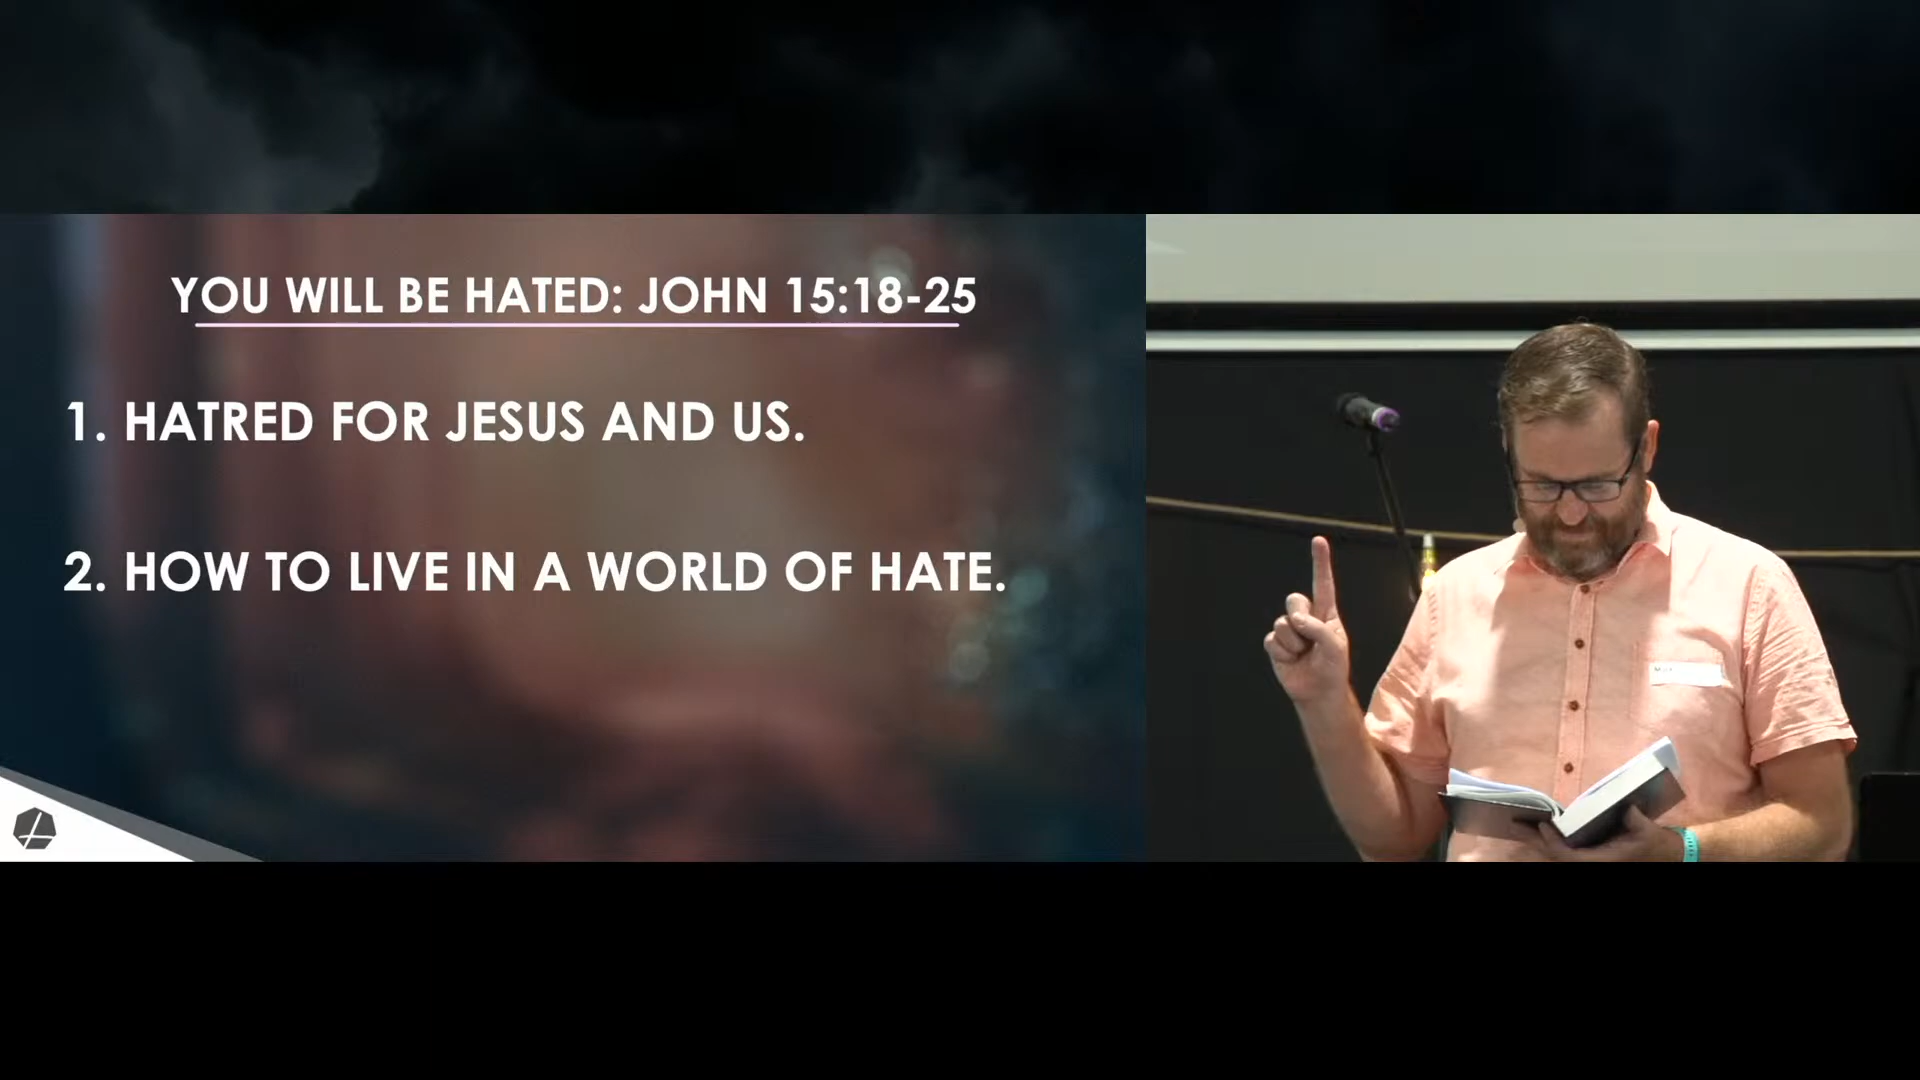 YOU WILL BE HATED: JOHN 15:18-25
1. HATRED FOR JESUS AND US.
2. HOW TO LIVE IN A WORLD OF HATE.